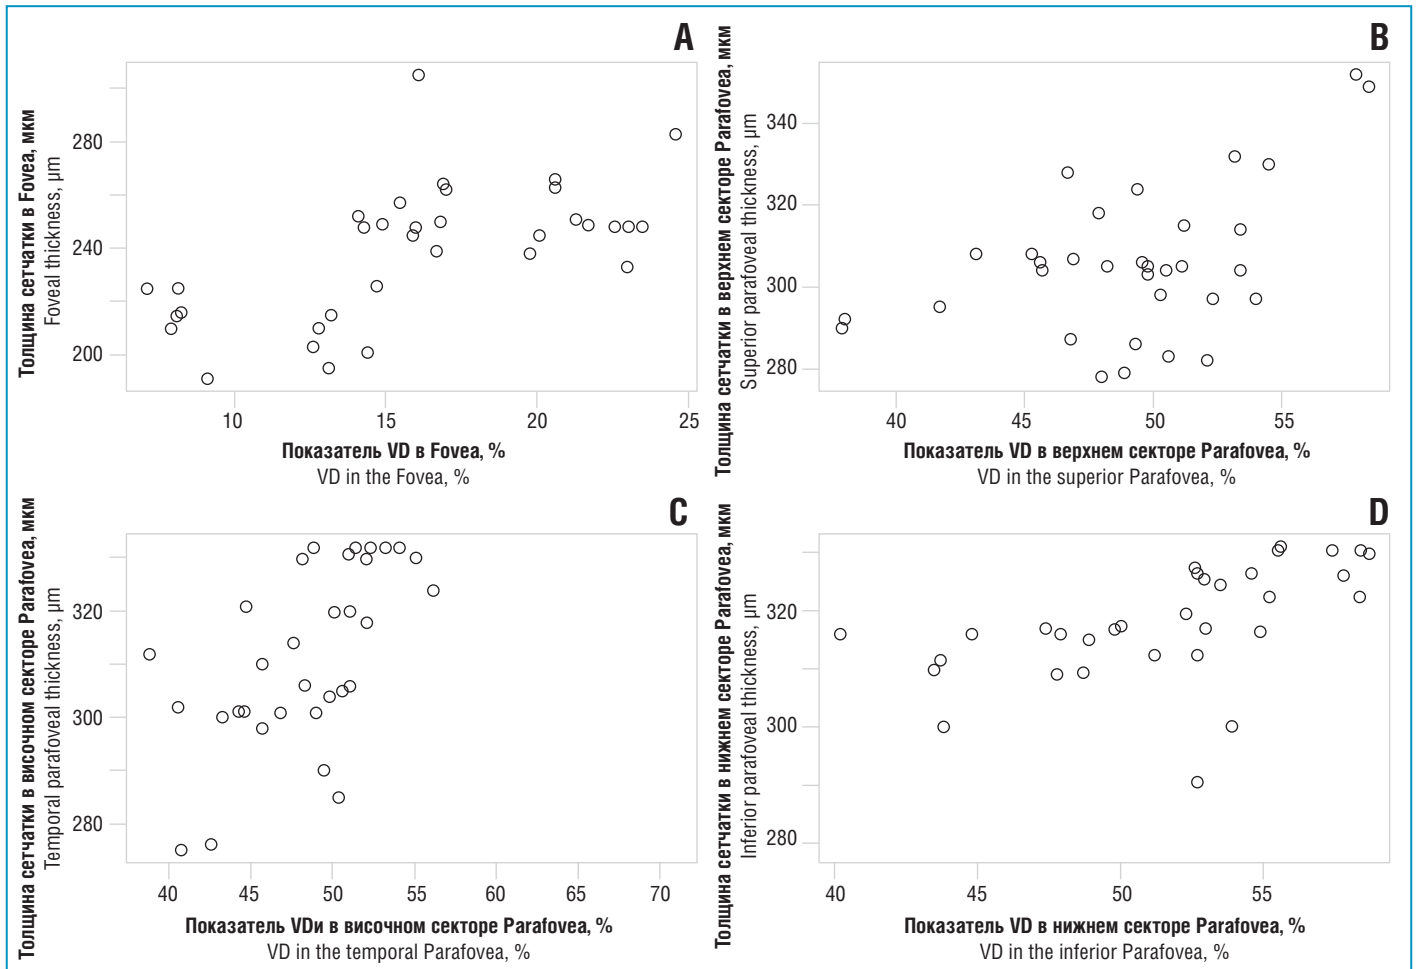 A
Толщина сетчатки в Fovea, мкм
Foveal thickness, µm
280
240
200
10 15 20 25
Показатель VD в Fovea, %
VD in the Fovea, %
B
Толщина сетчатки в верхнем секторе Parafovea, мкм
Superior parafoveal thickness, µm
340
320
300
280
40 45 50 55
Показатель VD в верхнем секторе Parafovea, %
VD in the superior Parafovea, %
C
Толщина сетчатки в височном секторе Parafovea, мкм
Temporal parafoveal thickness, µm
320
300
280
40 45 50 55 60 65 70
Показатель VDи в височном секторе Parafovea, %
VD in the temporal Parafovea, %
D
Толщина сетчатки в нижнем секторе Parafovea, мкм
Inferior parafoveal thickness, µm
320
300
280
40 45 50 55
Показатель VD в нижнем секторе Parafovea, %
VD in the inferior Parafovea, %